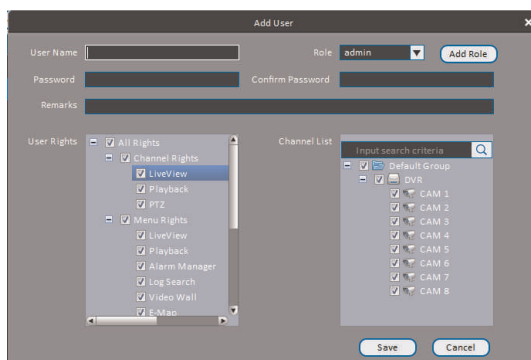 Add User
User Name
Role admin Add Role
Password
Confirm Password
Remarks
User Rights
All Rights
Channel Rights
LiveView
Playback
PTZ
Menu Rights
LiveView
Playback
Alarm Manager
Log Search
Video Wall
E-Map
Channel List
Input search criteria
Default Group
DVR
CAM 1
CAM 2
CAM 3
CAM 4
CAM 5
CAM 6
CAM 7
CAM 8
Save
Cancel